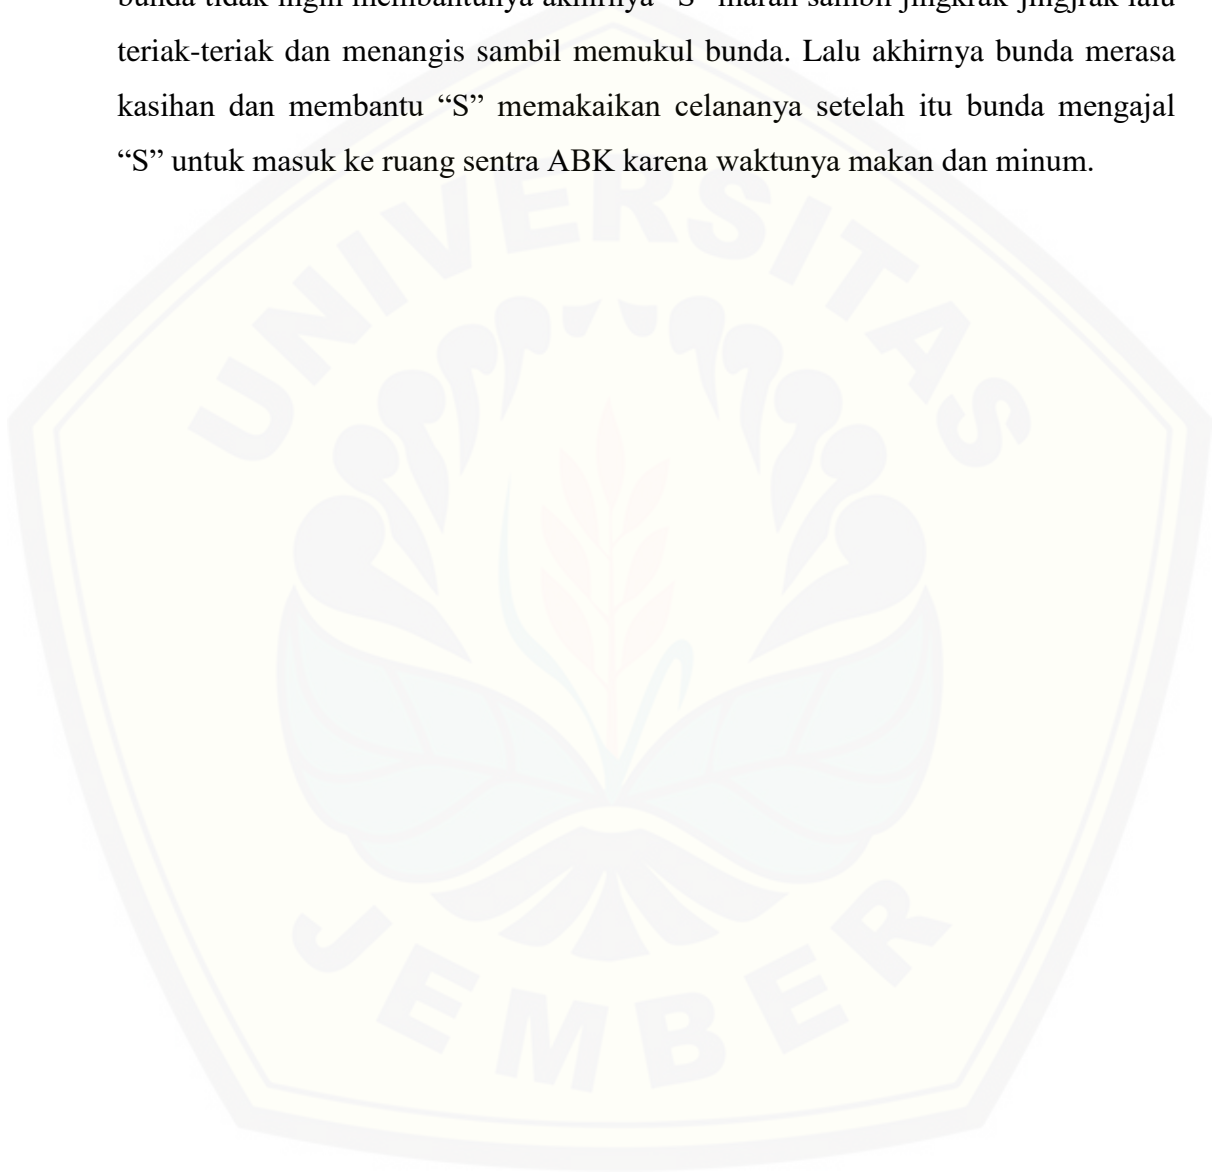 bunda tidak ingin membantunya akhirnya “S” marah sambil jingkrak-jingjrak lalu
teriak-teriak dan menangis sambil memukul bunda. Lalu akhirnya bunda merasa
kasihan dan membantu “S” memakaikan celananya setelah itu bunda mengajal
“S” untuk masuk ke ruang sentra ABK karena waktunya makan dan minum.
UNIVERSITAS
JEMBER